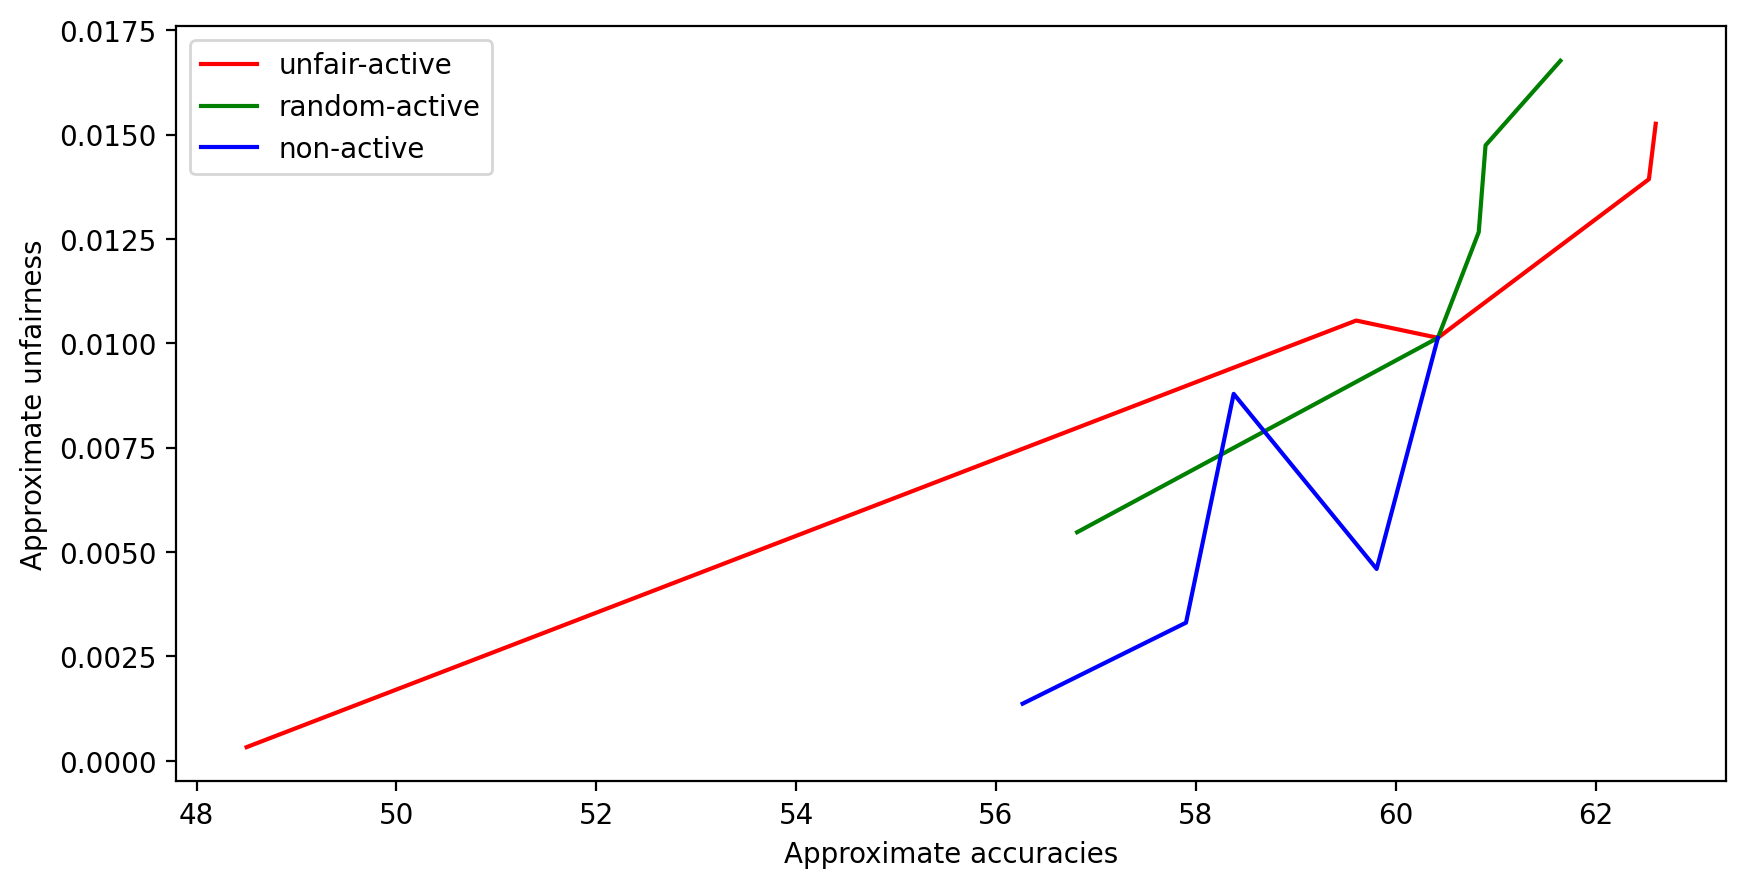 unfair-active
random-active
non-active
0.0175
0.0150
0.0125
0.0100
0.0075
0.0050
0.0025
0.0000
Approximate unfairness
48 50 52 54 56 58 60 62
Approximate accuracies